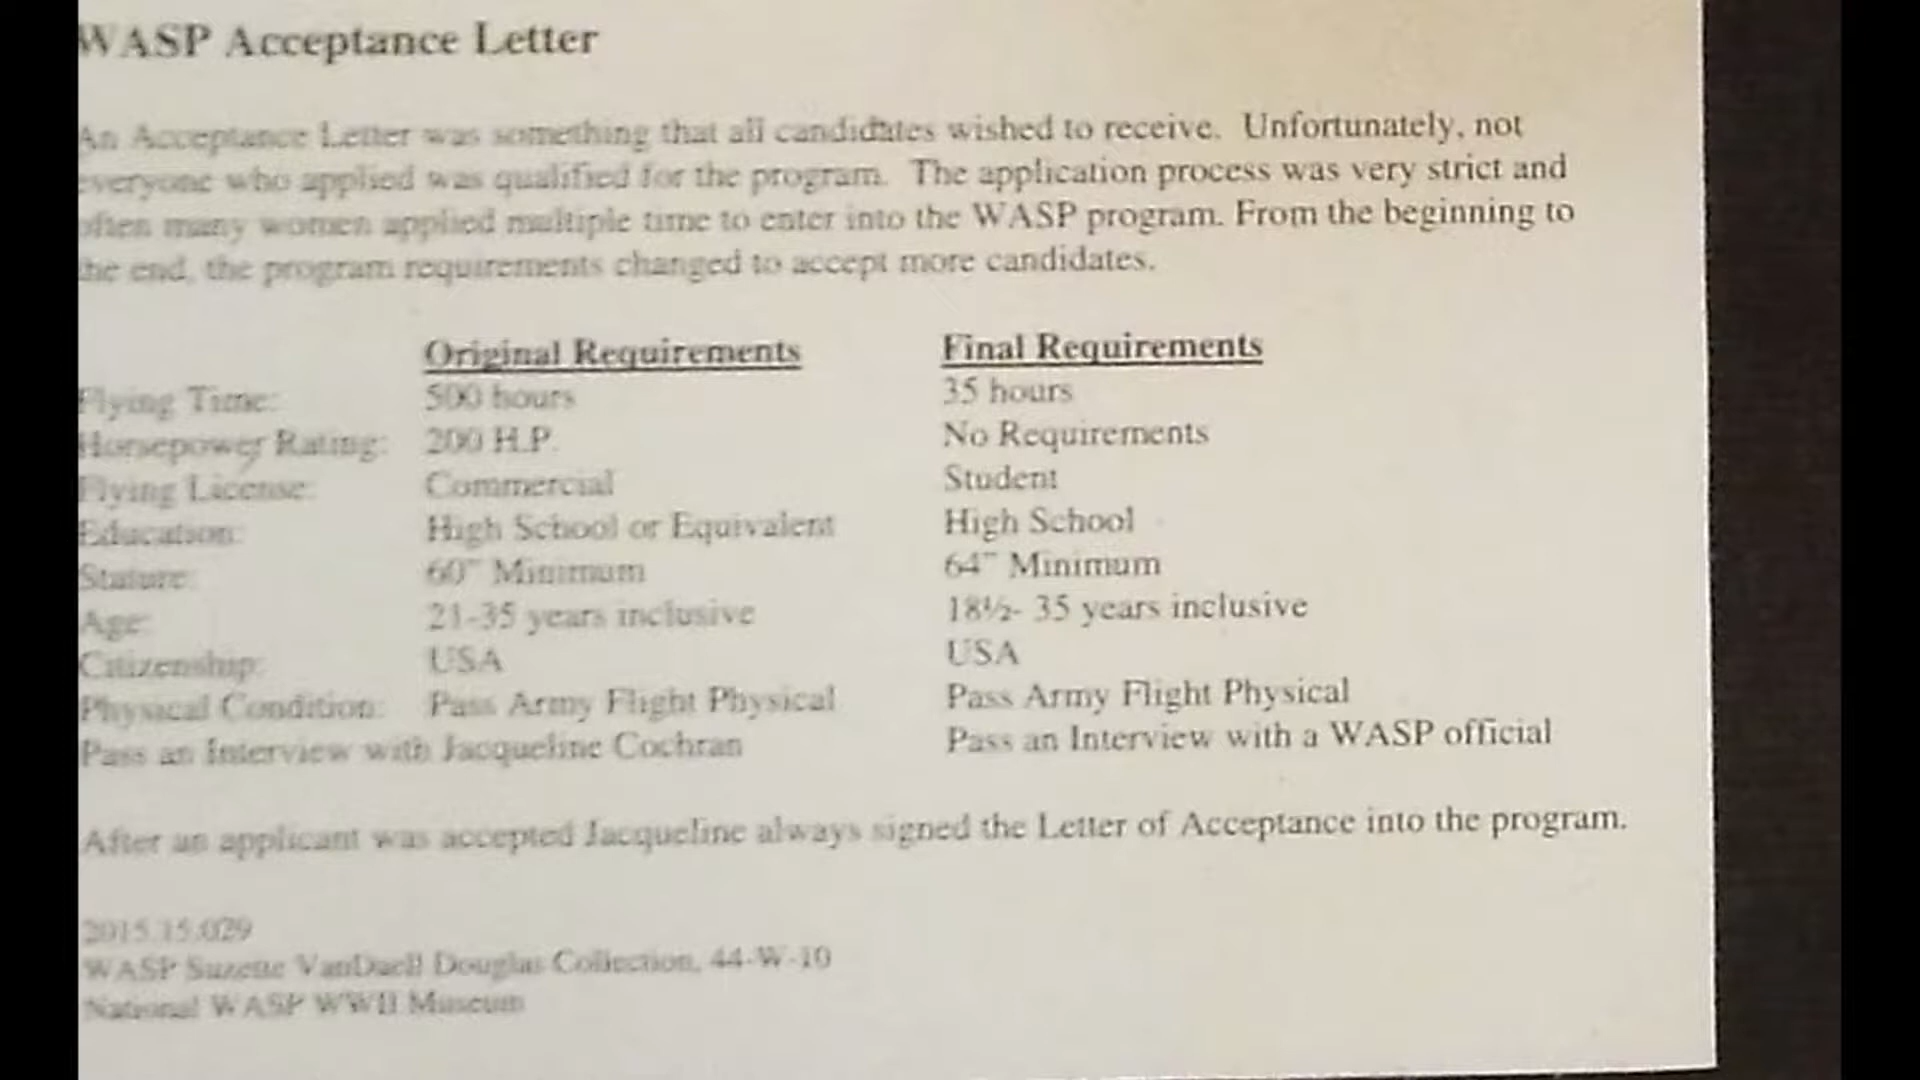 WASP Acceptance Letter
An Acceptance Letter was something that all candidates wished to receive. Unfortunately, not
everyone who applied was qualified for the program. The application process was very strict and
often many women applied multiple time to enter into the WASP program. From the beginning to
the end, the program requirements changed to accept more candidates.
Original Requirements Final Requirements
Flying Time: 500 hours 35 hours
Horsepower Rating: 200 H.P. No Requirements
Flying License: Commercial Student
Education: High School or Equivalent High School
Stature: 60" Minimum 64" Minimum
Age: 21-35 years inclusive 18½- 35 years inclusive
Citizenship: USA USA
Physical Condition: Pass Army Flight Physical Pass Army Flight Physical
Pass an Interview with Jacqueline Cochran Pass an Interview with a WASP official
After an applicant was accepted Jacqueline always signed the Letter of Acceptance into the program.
2015.15.029
WASP Suzette VanDaell Douglas Collection, 44-W-10
National WASP WWII Museum